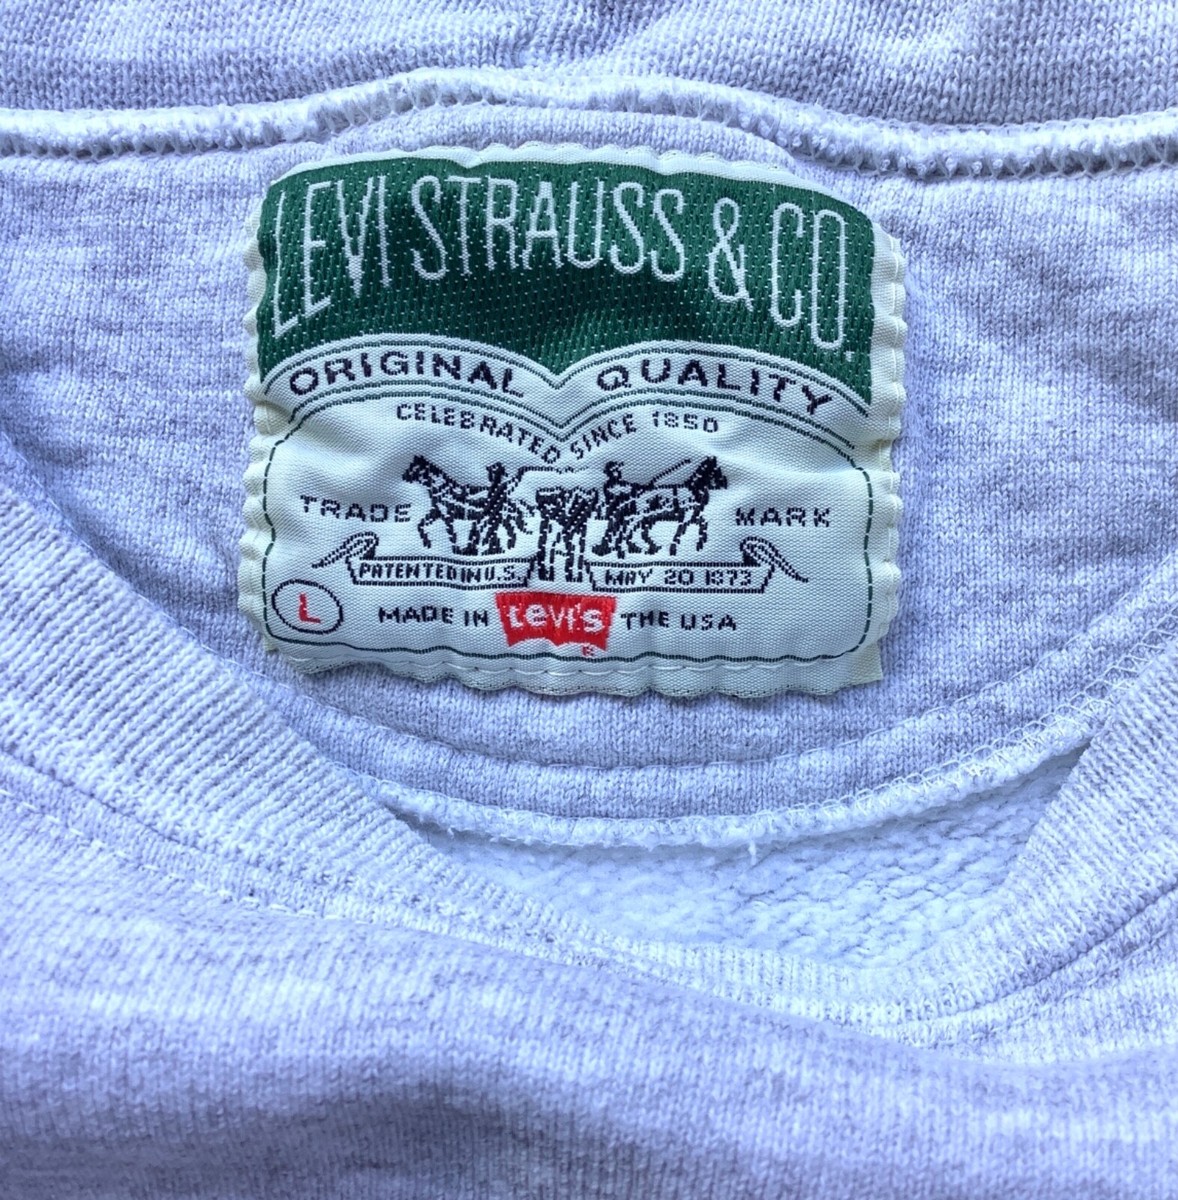 LEVI STRAUSS & CO.
ORIGINAL QUALITY
CELEBRATED SINCE 1850
TRADE MARK
PATENTED IN U.S. MAY 20 1873
L
MADE IN Levi's THE USA
®